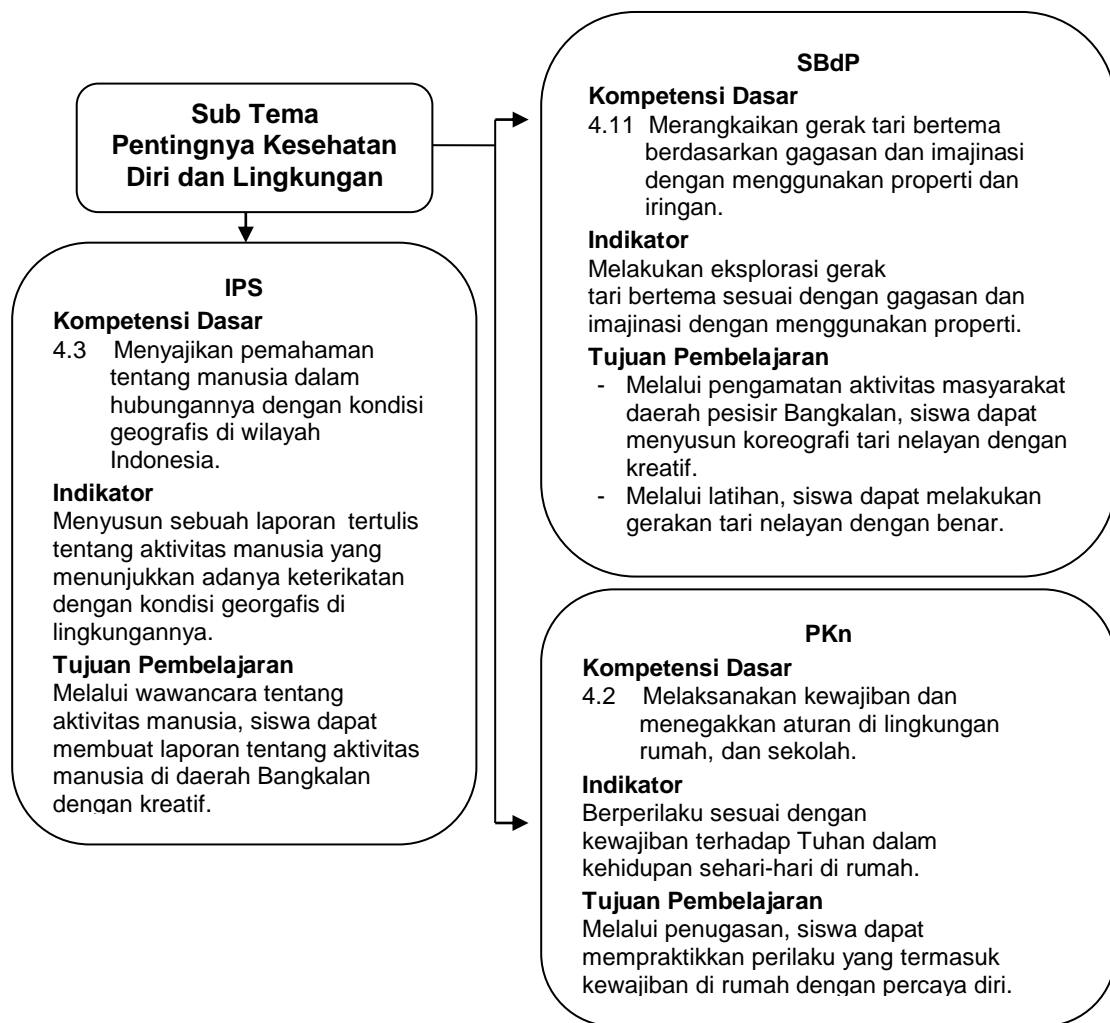 Sub Tema
Pentingnya Kesehatan
Diri dan Lingkungan
IPS
Kompetensi Dasar
4.3 Menyajikan pemahaman
tentang manusia dalam
hubungannya dengan kondisi
geografis di wilayah
Indonesia.
Indikator
Menyusun sebuah laporan tertulis
tentang aktivitas manusia yang
menunjukkan adanya keterikatan
dengan kondisi georgafis di
lingkungannya.
Tujuan Pembelajaran
Melalui wawancara tentang
aktivitas manusia, siswa dapat
membuat laporan tentang aktivitas
manusia di daerah Bangkalan
dengan kreatif.
SBdP
Kompetensi Dasar
4.11 Merangkaikan gerak tari bertema
berdasarkan gagasan dan imajinasi
dengan menggunakan properti dan
iringan.
Indikator
Melakukan eksplorasi gerak
tari bertema sesuai dengan gagasan dan
imajinasi dengan menggunakan properti.
Tujuan Pembelajaran
- Melalui pengamatan aktivitas masyarakat
daerah pesisir Bangkalan, siswa dapat
menyusun koreografi tari nelayan dengan
kreatif.
- Melalui latihan, siswa dapat melakukan
gerakan tari nelayan dengan benar.
PKn
Kompetensi Dasar
4.2 Melaksanakan kewajiban dan
menegakkan aturan di lingkungan
rumah, dan sekolah.
Indikator
Berperilaku sesuai dengan
kewajiban terhadap Tuhan dalam
kehidupan sehari-hari di rumah.
Tujuan Pembelajaran
Melalui penugasan, siswa dapat
mempraktikkan perilaku yang termasuk
kewajiban di rumah dengan percaya diri.